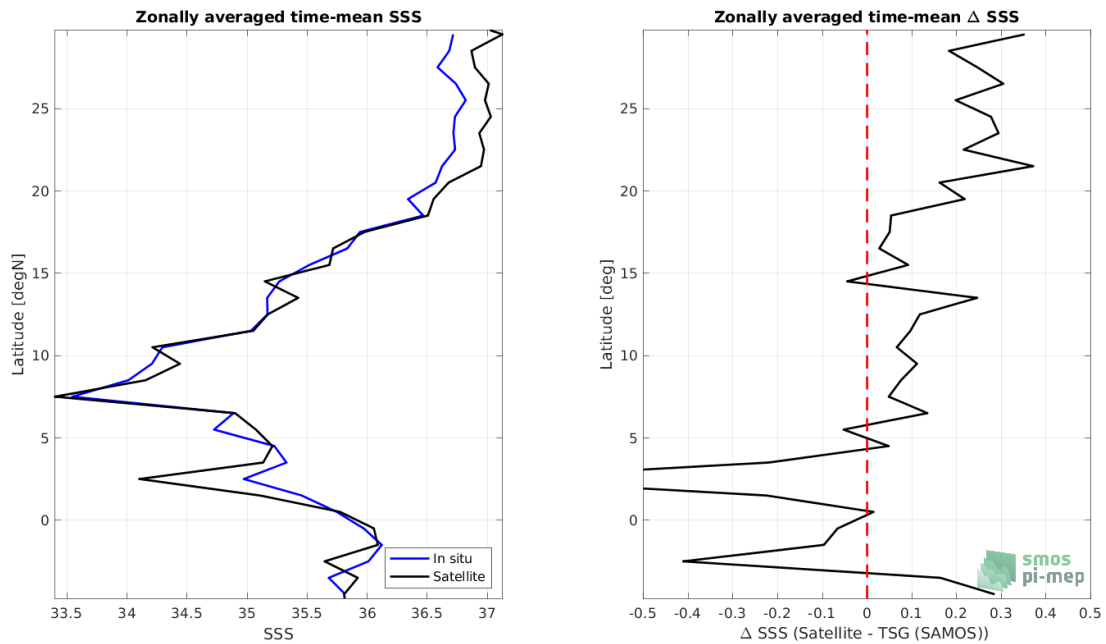 Zonally averaged time-mean SSS
Latitude [degN]
25
20
15
10
5
0
33.5 34 34.5 35 35.5 36 36.5 37
SSS
In situ
Satellite
Zonally averaged time-mean Δ SSS
Latitude [deg]
25
20
15
10
5
0
-0.5 -0.4 -0.3 -0.2 -0.1 0 0.1 0.2 0.3 0.4 0.5
Δ SSS (Satellite - TSG (SAMOS))
smos
pi-mep